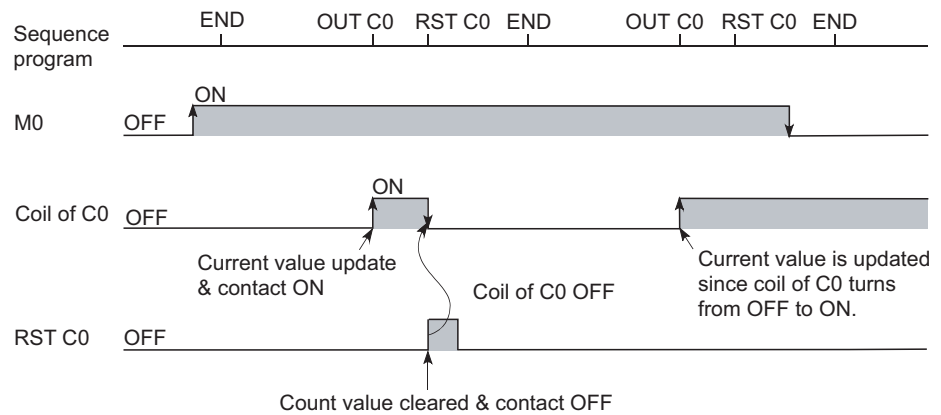 Sequence
program
END OUT C0 RST C0 END OUT C0 RST C0 END
ON
M0 OFF
ON
Coil of C0 OFF
Current value update
& contact ON
Current value is updated
since coil of C0 turns
from OFF to ON.
Coil of C0 OFF
RST C0 OFF
Count value cleared & contact OFF